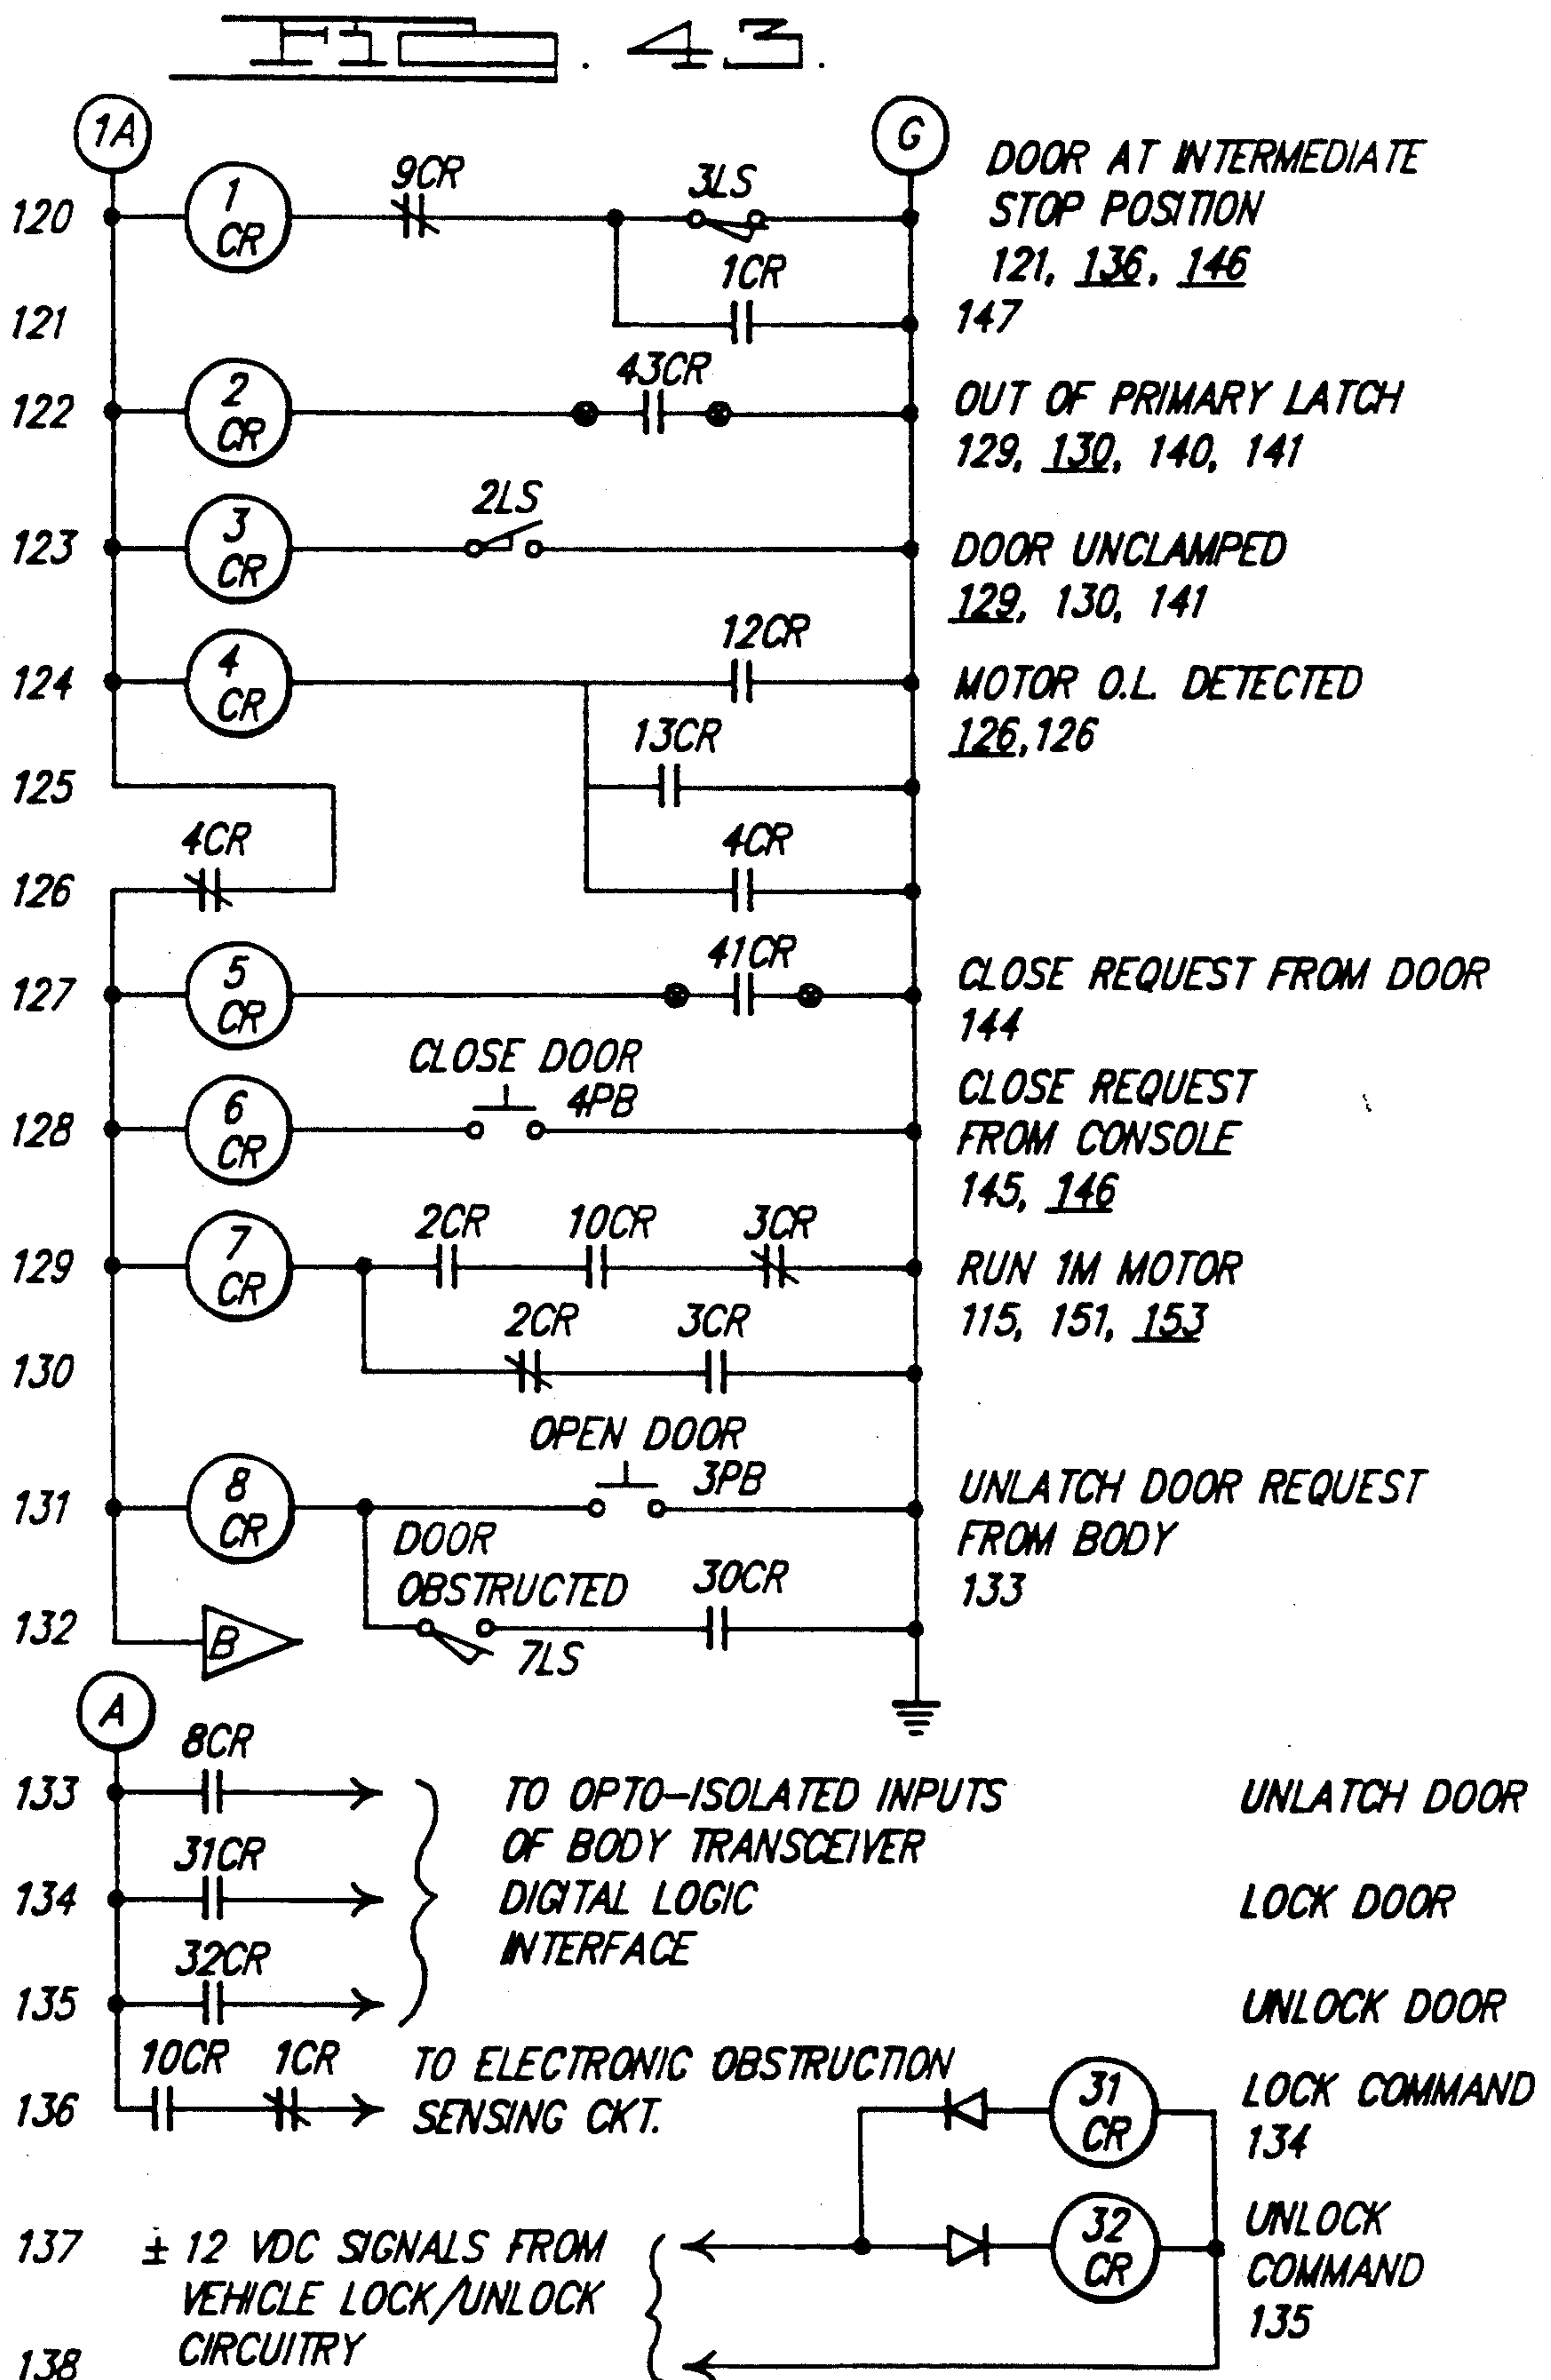 FIG. 43.
1A
G
120
1
CR
9CR
3LS
DOOR AT INTERMEDIATE
STOP POSITION
121, 136, 146
1CR
121
147
122
2
CR
43CR
OUT OF PRIMARY LATCH
129, 130, 140, 141
123
3
CR
2LS
DOOR UNCLAMPED
129, 130, 141
124
4
CR
12CR
MOTOR O.L. DETECTED
126,126
13CR
125
4CR
4CR
126
127
5
CR
41CR
CLOSE REQUEST FROM DOOR
144
CLOSE DOOR
4PB
128
6
CR
CLOSE REQUEST
FROM CONSOLE
145, 146
129
7
CR
2CR
10CR
3CR
RUN 1M MOTOR
115, 151, 153
2CR
3CR
130
OPEN DOOR
3PB
131
8
CR
UNLATCH DOOR REQUEST
FROM BODY
133
DOOR
OBSTRUCTED
30CR
7LS
132
B
A
8CR
133
TO OPTO-ISOLATED INPUTS
OF BODY TRANSCEIVER
DIGITAL LOGIC
INTERFACE
UNLATCH DOOR
31CR
134
LOCK DOOR
32CR
135
UNLOCK DOOR
10CR
1CR
136
TO ELECTRONIC OBSTRUCTION
SENSING CKT.
31
CR
LOCK COMMAND
134
137
± 12 VDC SIGNALS FROM
VEHICLE LOCK/UNLOCK
CIRCUITRY
32
CR
UNLOCK
COMMAND
135
138